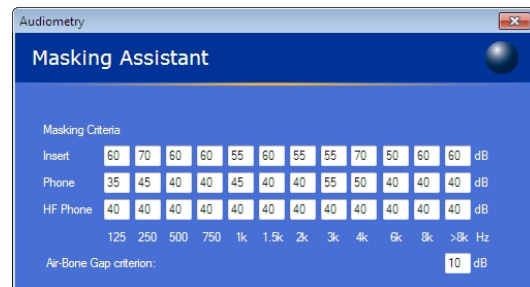 Audiometry
Masking Assistant
Masking Criteria
Insert 60 70 60 60 55 60 55 55 70 50 60 60 dB
Phone 35 45 40 40 45 40 40 55 50 40 40 40 dB
HF Phone 40 40 40 40 40 40 40 40 40 40 40 40 dB
125 250 500 750 1k 1.5k 2k 3k 4k 6k 8k >8k Hz
Air-Bone Gap criterion: 10 dB